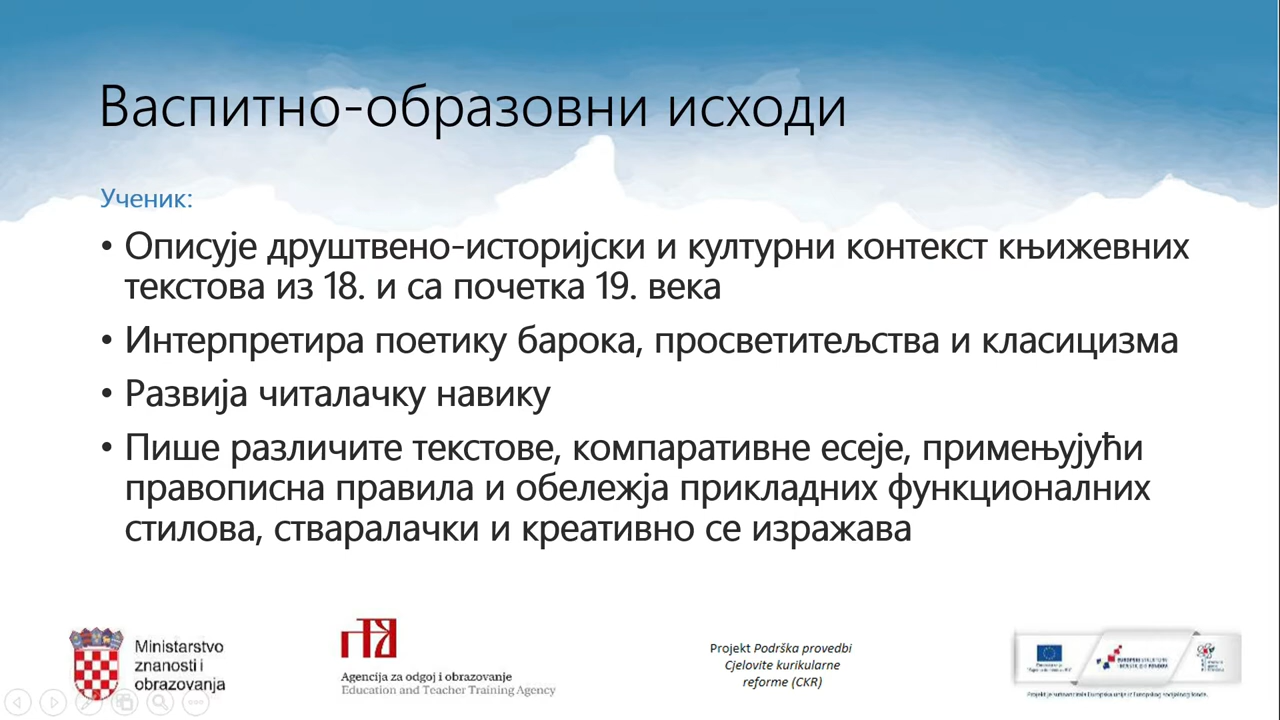 Васпитно-образовни исходи
Ученик:
• Описује друштвено-историјски и културни контекст књижевних
текстова из 18. и са почетка 19. века
• Интерпретира поетику барока, просветитељства и класицизма
• Развија читалачку навику
• Пише различите текстове, компаративне есеје, примењујући
правописна правила и обележја прикладних функционалних
стилова, стваралачки и креативно се изражава
Ministarstvo
znanosti i
obrazovanja
Agencija za odgoj i obrazovanje
Education and Teacher Training Agency
Projekt Podrška provedbi
Cjelovite kurikularne
reforme (CKR)